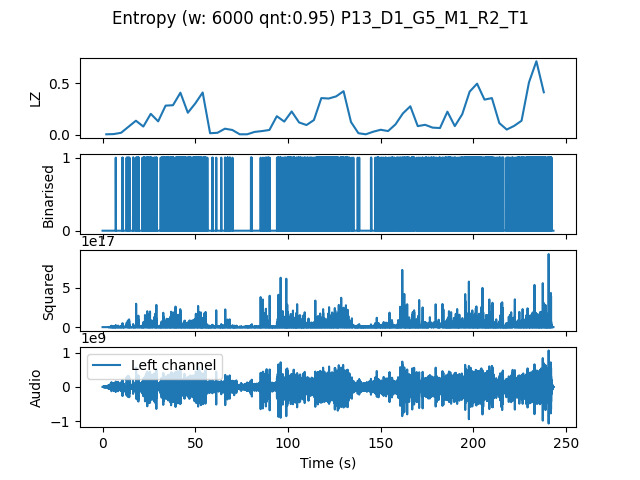 Entropy (w: 6000 qnt:0.95) P13_D1_G5_M1_R2_T1
LZ
0.5
0.0
Binarised
1
0
1e17
Squared
5
0
1e9
Audio
1
0
−1
Left channel
0 50 100 150 200 250
Time (s)